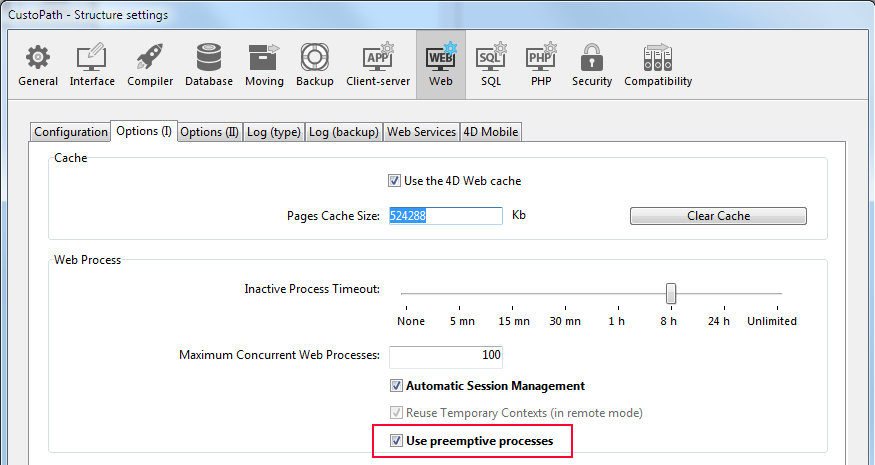 CustoPath - Structure settings
APP WEB SQL PHP
General Interface Compiler Database Moving Backup Client-server Web SQL PHP Security Compatibility
Configuration Options (I) Options (II) Log (type) Log (backup) Web Services 4D Mobile
Cache
Use the 4D Web cache
Pages Cache Size: 524288 Kb Clear Cache
Web Process
Inactive Process Timeout:
None 5 mn 15 mn 30 mn 1 h 8 h 24 h Unlimited
Maximum Concurrent Web Processes: 100
Automatic Session Management
Reuse Temporary Contexts (in remote mode)
Use preemptive processes